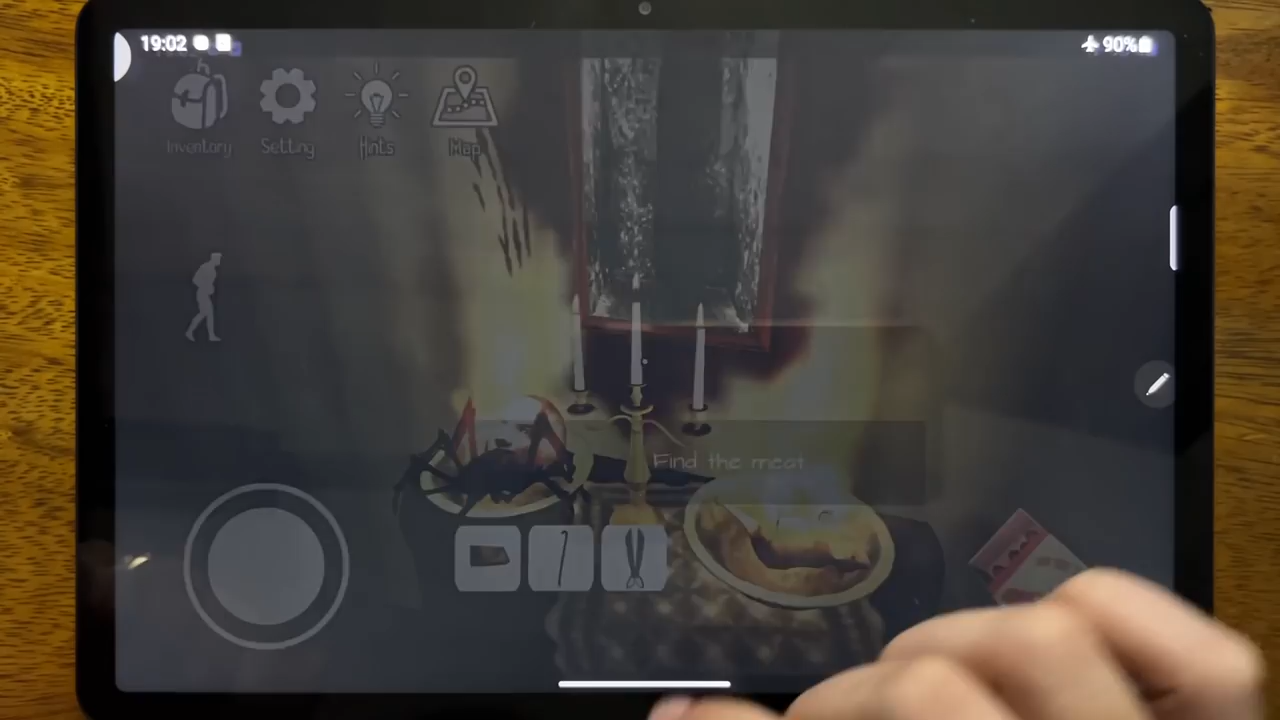 19:02
90%
Inventory
Setting
Hints
Map
Find the meat